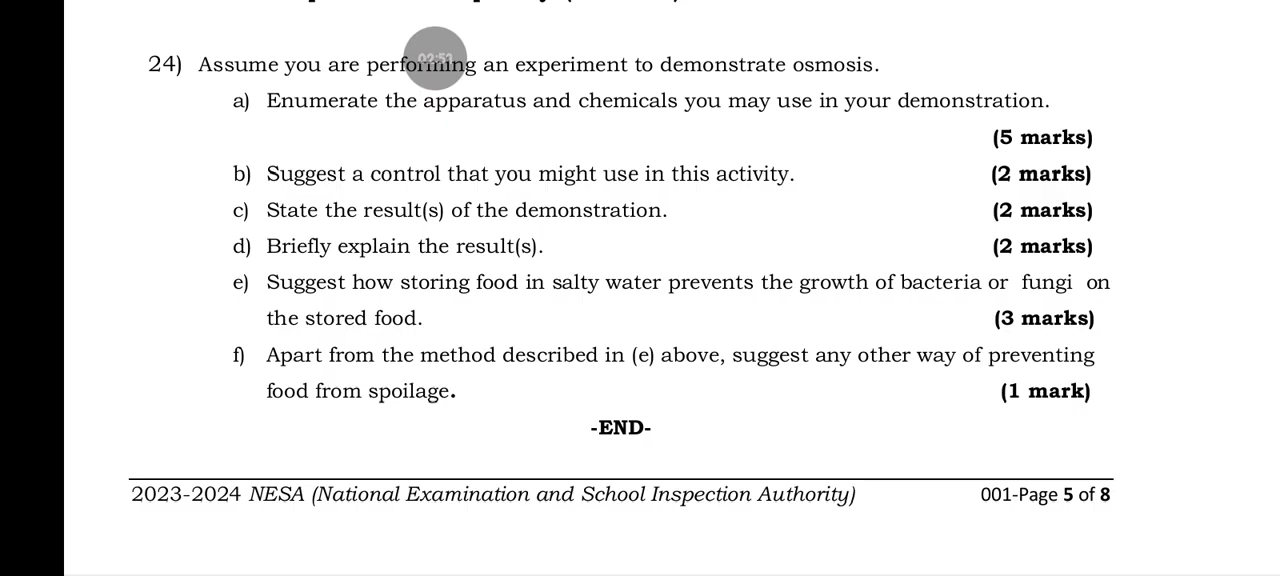 24) Assume you are performing an experiment to demonstrate osmosis.
a) Enumerate the apparatus and chemicals you may use in your demonstration.
(5 marks)
b) Suggest a control that you might use in this activity. (2 marks)
c) State the result(s) of the demonstration. (2 marks)
d) Briefly explain the result(s). (2 marks)
e) Suggest how storing food in salty water prevents the growth of bacteria or fungi on
the stored food. (3 marks)
f) Apart from the method described in (e) above, suggest any other way of preventing
food from spoilage. (1 mark)
-END-
2023-2024 NESA (National Examination and School Inspection Authority) 001-Page 5 of 8